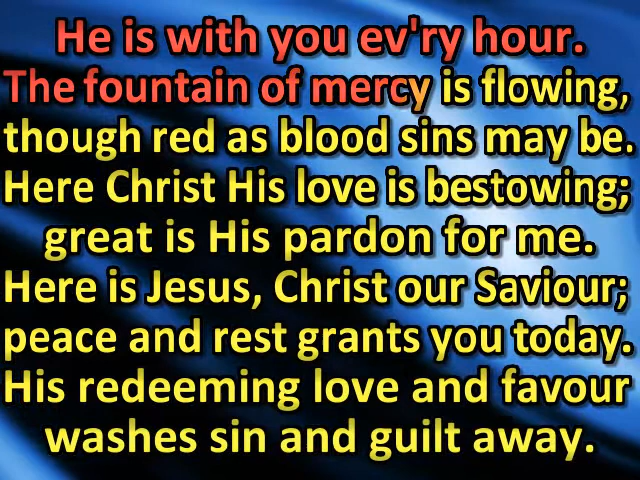 He is with you ev'ry hour.
The fountain of mercy is flowing,
though red as blood sins may be.
Here Christ His love is bestowing;
great is His pardon for me.
Here is Jesus, Christ our Saviour;
peace and rest grants you today.
His redeeming love and favour
washes sin and guilt away.